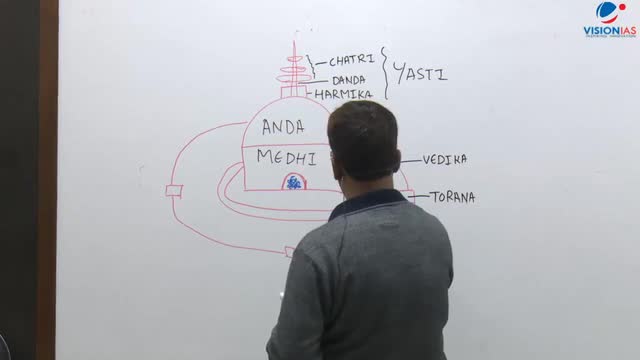 VISIONIAS
CHATRI
DANDA
HARMIKA
YASTI
ANDA
MEDHI
VEDIKA
TORANA